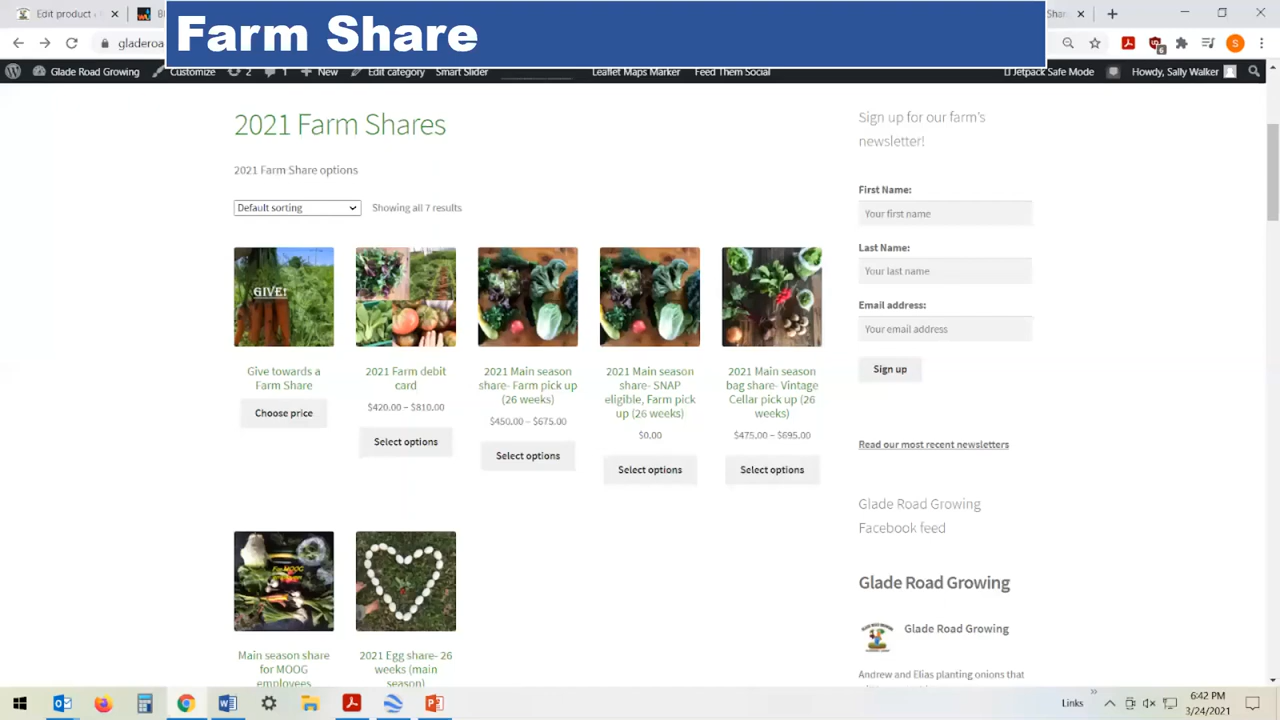 Farm Share
Edit product
gladeroa
Glade Road Growing
Customize
2
1
New
Edit category
Smart Slider
Leaflet Maps Marker
Feed Them Social
Jetpack Safe Mode
Howdy, Sally Walker
6
S
2021 Farm Shares
2021 Farm Share options
Default sorting
Showing all 7 results
GIVE!
Give towards a
Farm Share
Choose price
2021 Farm debit
card
$420.00 – $810.00
Select options
2021 Main season
share- Farm pick up
(26 weeks)
$450.00 – $675.00
Select options
2021 Main season
share- SNAP
eligible, Farm pick
up (26 weeks)
$0.00
Select options
2021 Main season
bag share- Vintage
Cellar pick up (26
weeks)
$475.00 – $695.00
Select options
Main season share
for MOOG
employees
2021 Egg share- 26
weeks (main
season)
Sign up for our farm's
newsletter!
First Name:
Your first name
Last Name:
Your last name
Email address:
Your email address
Sign up
Read our most recent newsletters
Glade Road Growing
Facebook feed
Glade Road Growing
Glade Road Growing
Andrew and Elias planting onions that
Links
6:42 PM
3/24/2021